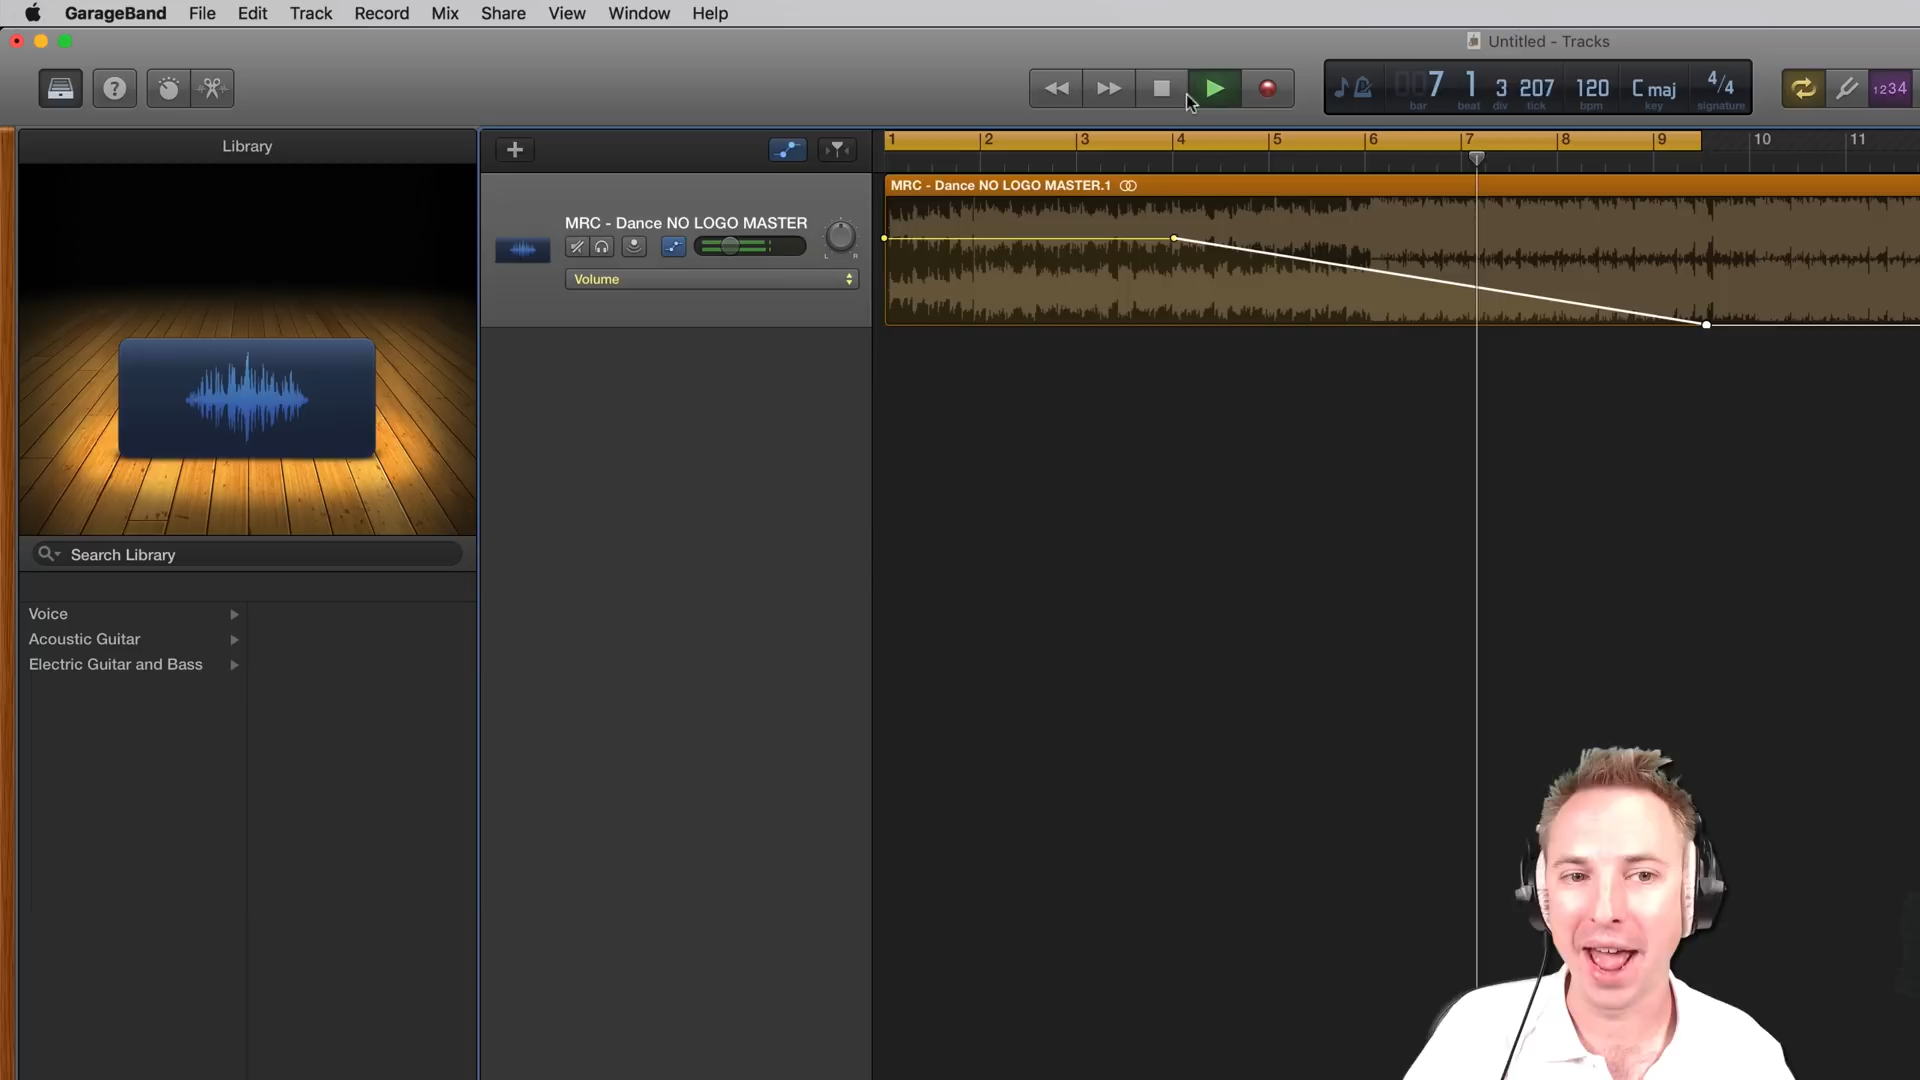 GarageBand File Edit Track Record Mix Share View Window Help
Untitled - Tracks
007 1 3 207 120 C maj 4/4
bar beat div tick bpm key signature
1234
Library
1 2 3 4 5 6 7 8 9 10 11
MRC - Dance NO LOGO MASTER.1
MRC - Dance NO LOGO MASTER
L R
Volume
Search Library
Voice
Acoustic Guitar
Electric Guitar and Bass